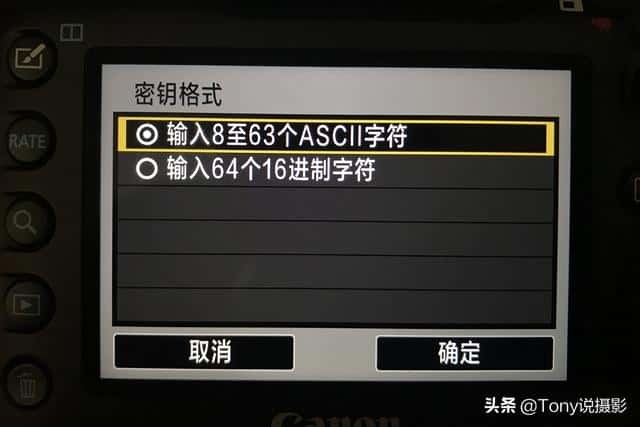 密钥格式
RATE
输入8至63个ASCII字符
输入64个16进制字符
取消
确定
Canon
头条 @Tony说摄影